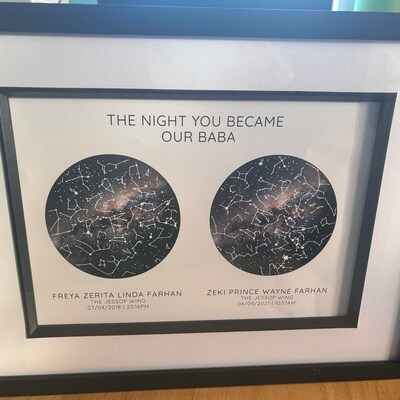 THE NIGHT YOU BECAME
OUR BABA
FREYA ZERITA LINDA FARHAN
THE JESSOP WING
07/04/2018 | 23:16PM
ZEKI PRINCE WAYNE FARHAN
THE JESSOP WING
04/09/2021 | 10:17AM